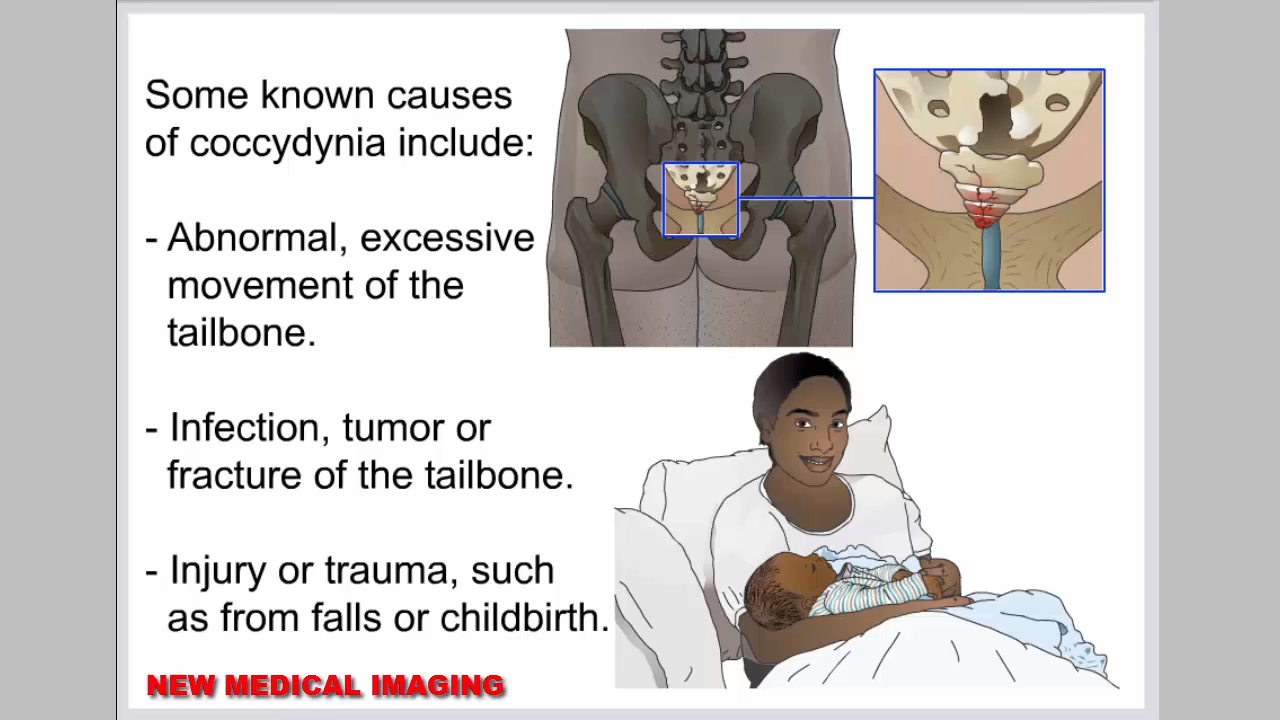 Some known causes
of coccydynia include:
- Abnormal, excessive
movement of the
tailbone.
- Infection, tumor or
fracture of the tailbone.
- Injury or trauma, such
as from falls or childbirth.
NEW MEDICAL IMAGING